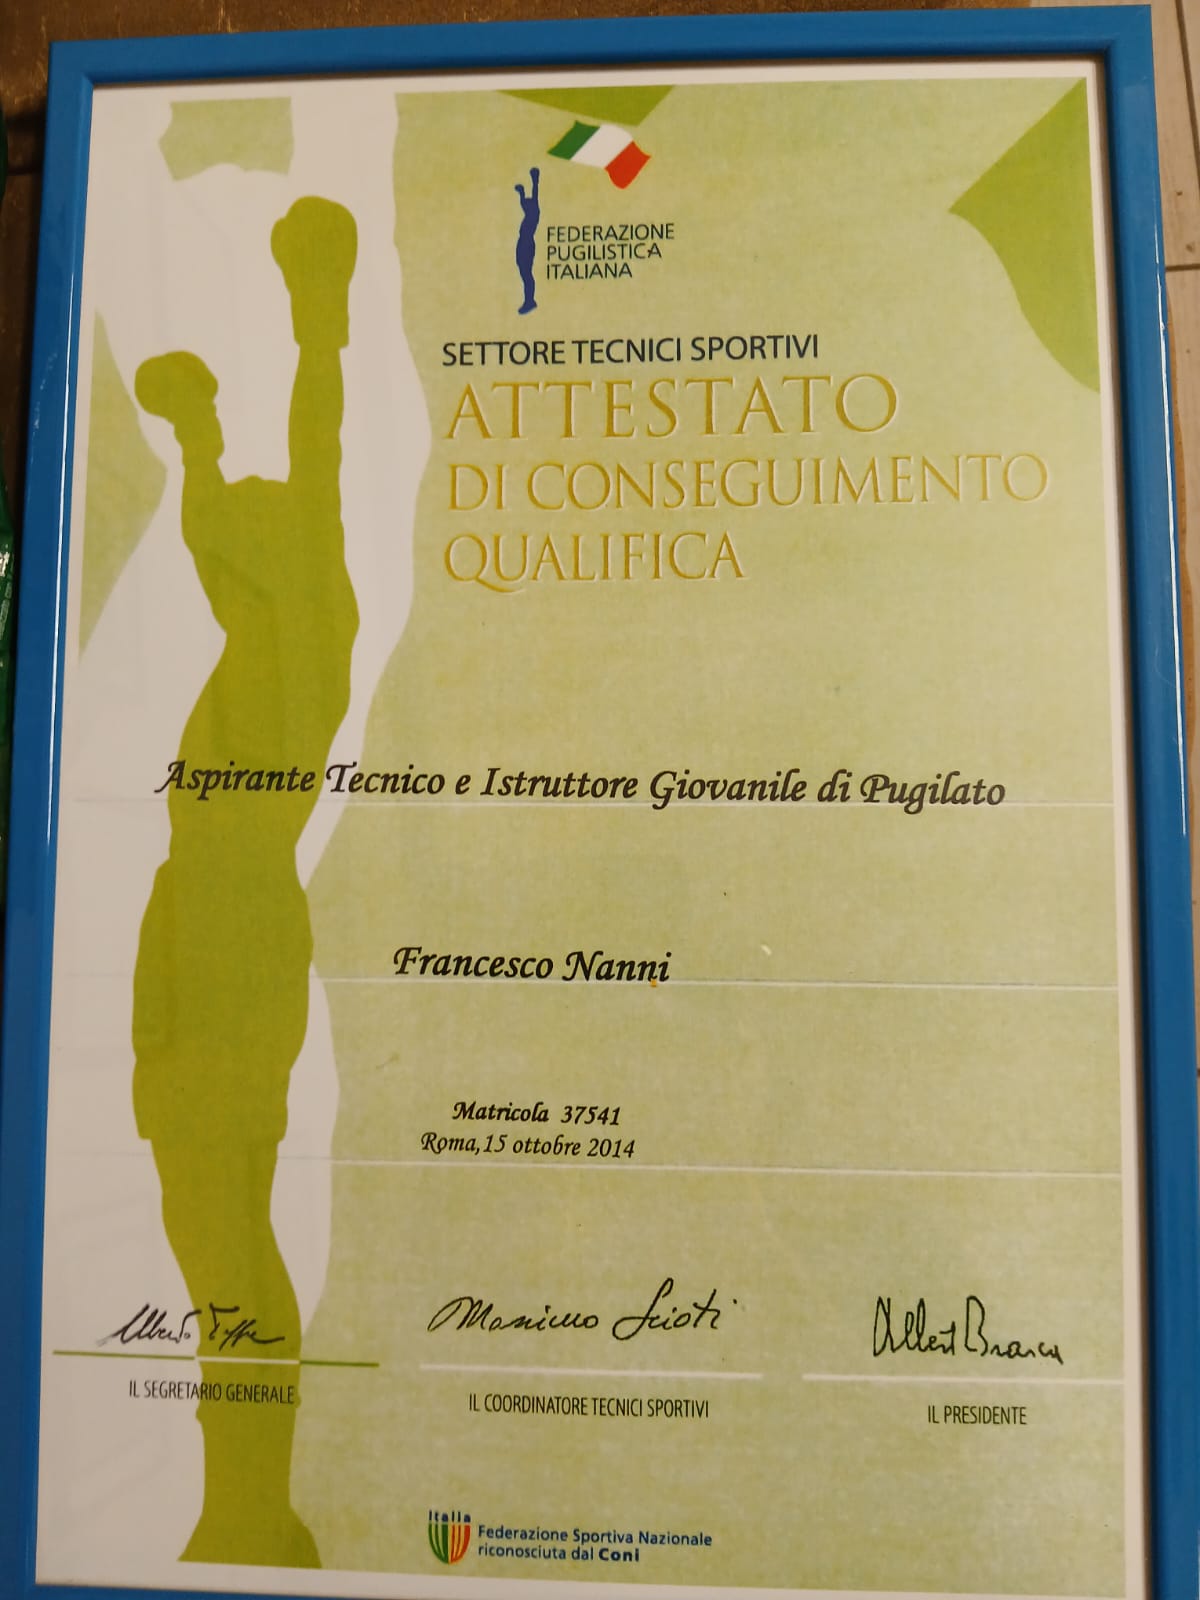 FEDERAZIONE
PUGILISTICA
ITALIANA
SETTORE TECNICI SPORTIVI
ATTESTATO
DI CONSEGUIMENTO
QUALIFICA
Aspirante Tecnico e Istruttore Giovanile di Pugilato
Francesco Nanni
Matricola 37541
Roma,15 ottobre 2014
Massimo Scioti
IL SEGRETARIO GENERALE
IL COORDINATORE TECNICI SPORTIVI
IL PRESIDENTE
Italia
Federazione Sportiva Nazionale
riconosciuta dal Coni